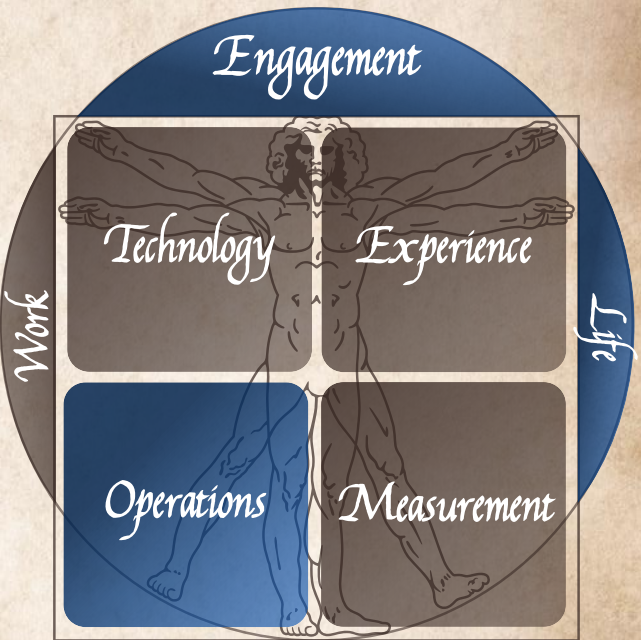 Engagement
Technology
Experience
Work
Life
Operations
Measurement